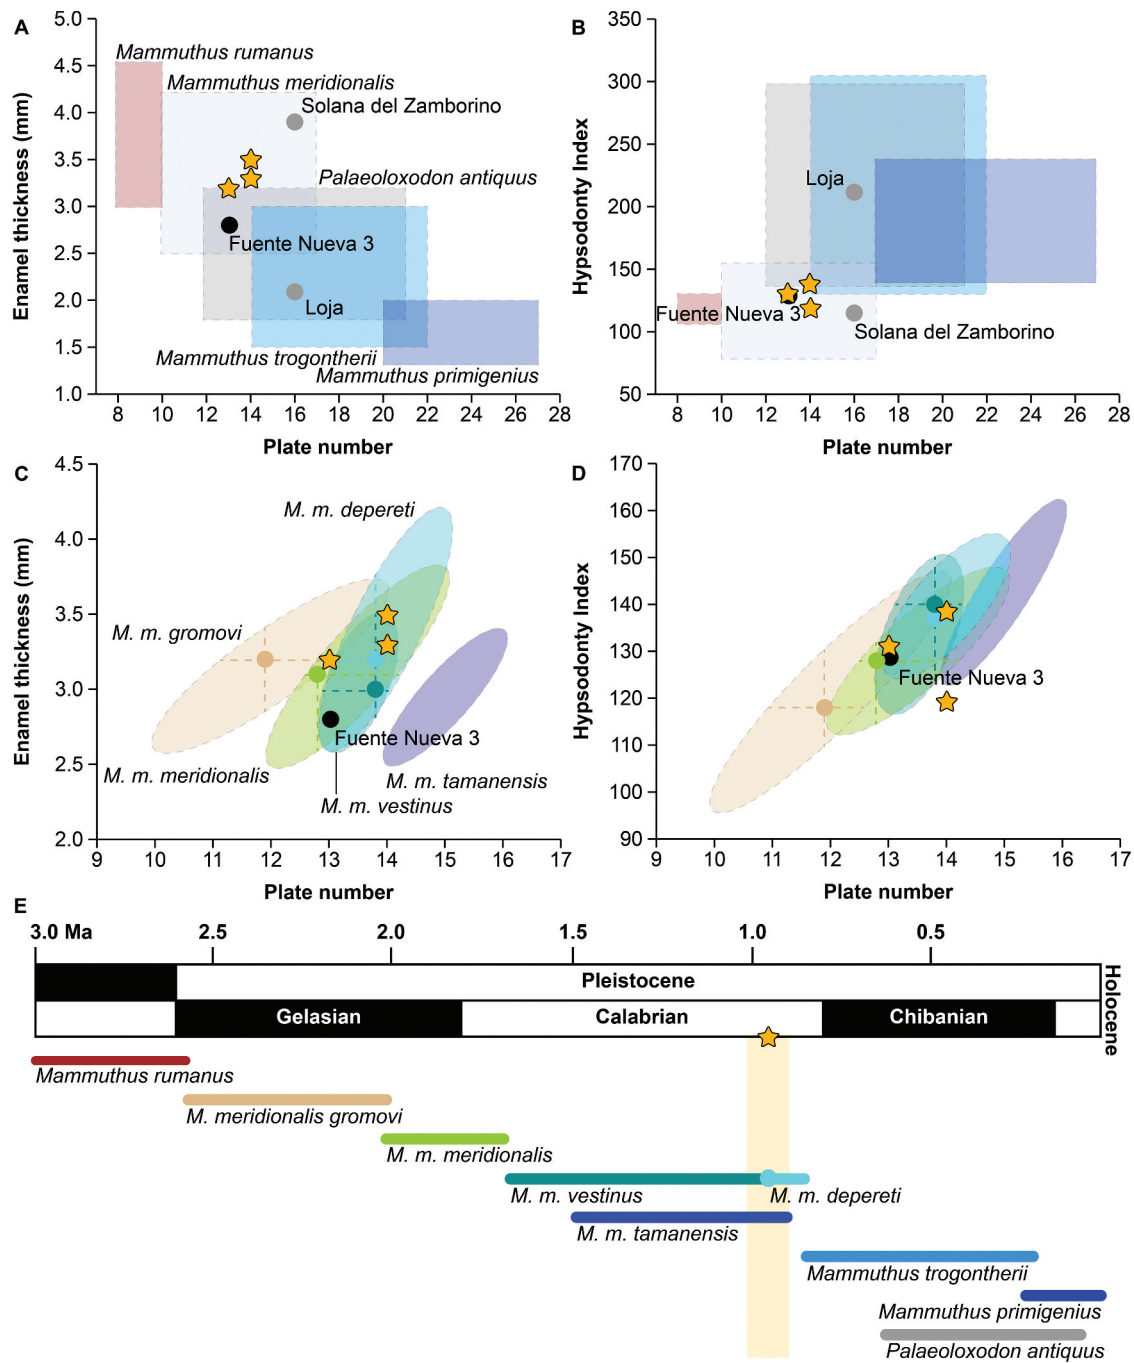 A
Enamel thickness (mm)
5.0
4.5
4.0
3.5
3.0
2.5
2.0
1.5
1.0
Mammuthus rumanus
Mammuthus meridionalis
Solana del Zamborino
Palaeoloxodon antiquus
Fuente Nueva 3
Loja
Mammuthus trogontherii
Mammuthus primigenius
8 10 12 14 16 18 20 22 24 26 28
Plate number
B
Hypsodonty Index
350
300
250
200
150
100
50
Loja
Fuente Nueva 3
Solana del Zamborino
8 10 12 14 16 18 20 22 24 26 28
Plate number
C
Enamel thickness (mm)
4.5
4.0
3.5
3.0
2.5
2.0
M. m. depereti
M. m. gromovi
Fuente Nueva 3
M. m. meridionalis
M. m. tamanensis
M. m. vestinus
9 10 11 12 13 14 15 16 17
Plate number
D
Hypsodonty Index
170
160
150
140
130
120
110
100
90
Fuente Nueva 3
9 10 11 12 13 14 15 16 17
Plate number
E
3.0 Ma 2.5 2.0 1.5 1.0 0.5
Pleistocene
Holocene
Gelasian Calabrian Chibanian
Mammuthus rumanus
M. meridionalis gromovi
M. m. meridionalis
M. m. vestinus M. m. depereti
M. m. tamanensis
Mammuthus trogontherii
Mammuthus primigenius
Palaeoloxodon antiquus